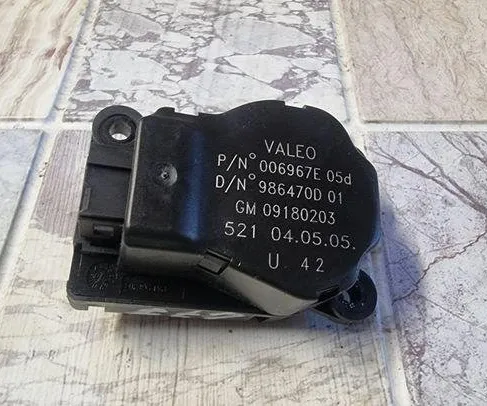 VALEO
P/N° 006967E 05d
D/N° 986470D 01
GM 09180203
521 04.05.05.
U 42